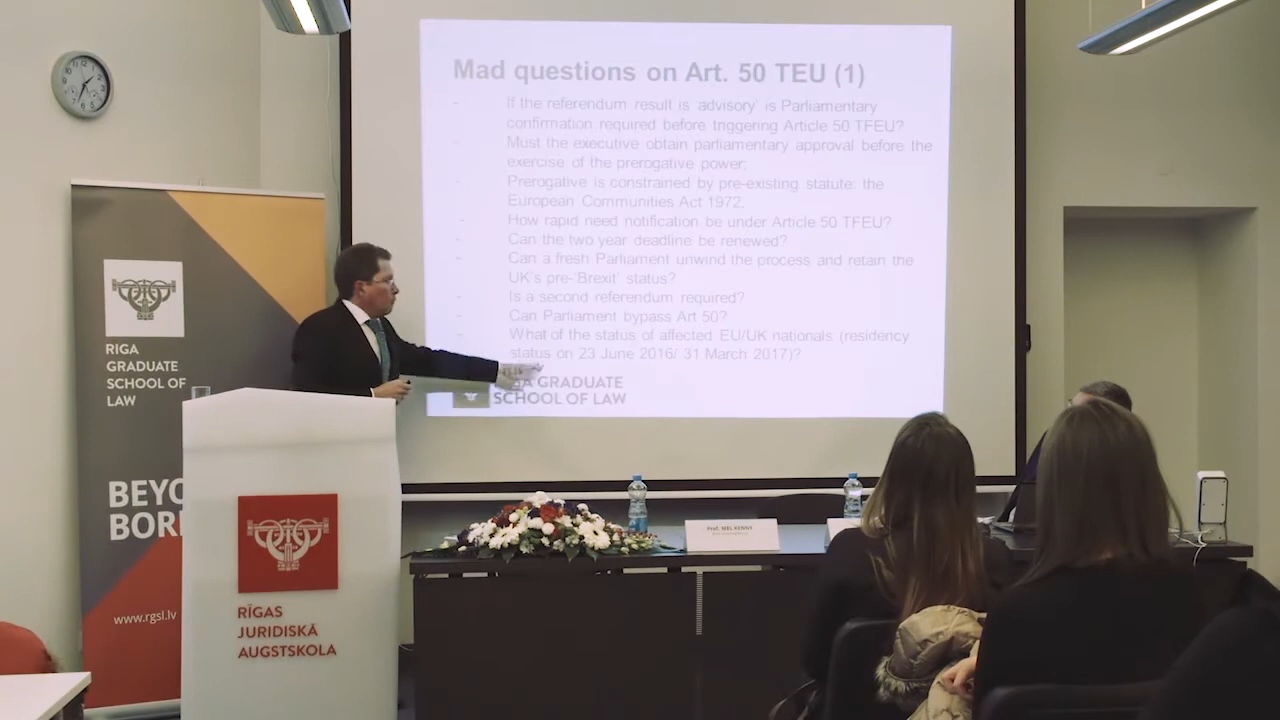 Mad questions on Art. 50 TEU (1)
- If the referendum result is 'advisory' is Parliamentary
confirmation required before triggering Article 50 TFEU?
- Must the executive obtain parliamentary approval before the
exercise of the prerogative power;
- Prerogative is constrained by pre-existing statute: the
European Communities Act 1972.
- How rapid need notification be under Article 50 TFEU?
- Can the two year deadline be renewed?
- Can a fresh Parliament unwind the process and retain the
UK's pre-'Brexit' status?
- Is a second referendum required?
- Can Parliament bypass Art 50?
- What of the status of affected EU/UK nationals (residency
status on 23 June 2016/ 31 March 2017)?
GRADUATE
SCHOOL OF LAW
RIGA
GRADUATE
SCHOOL OF
LAW
BEYO
BOR
www.rgsl.lv
RĪGAS
JURIDISKĀ
AUGSTSKOLA
Prof. MEL KENNY